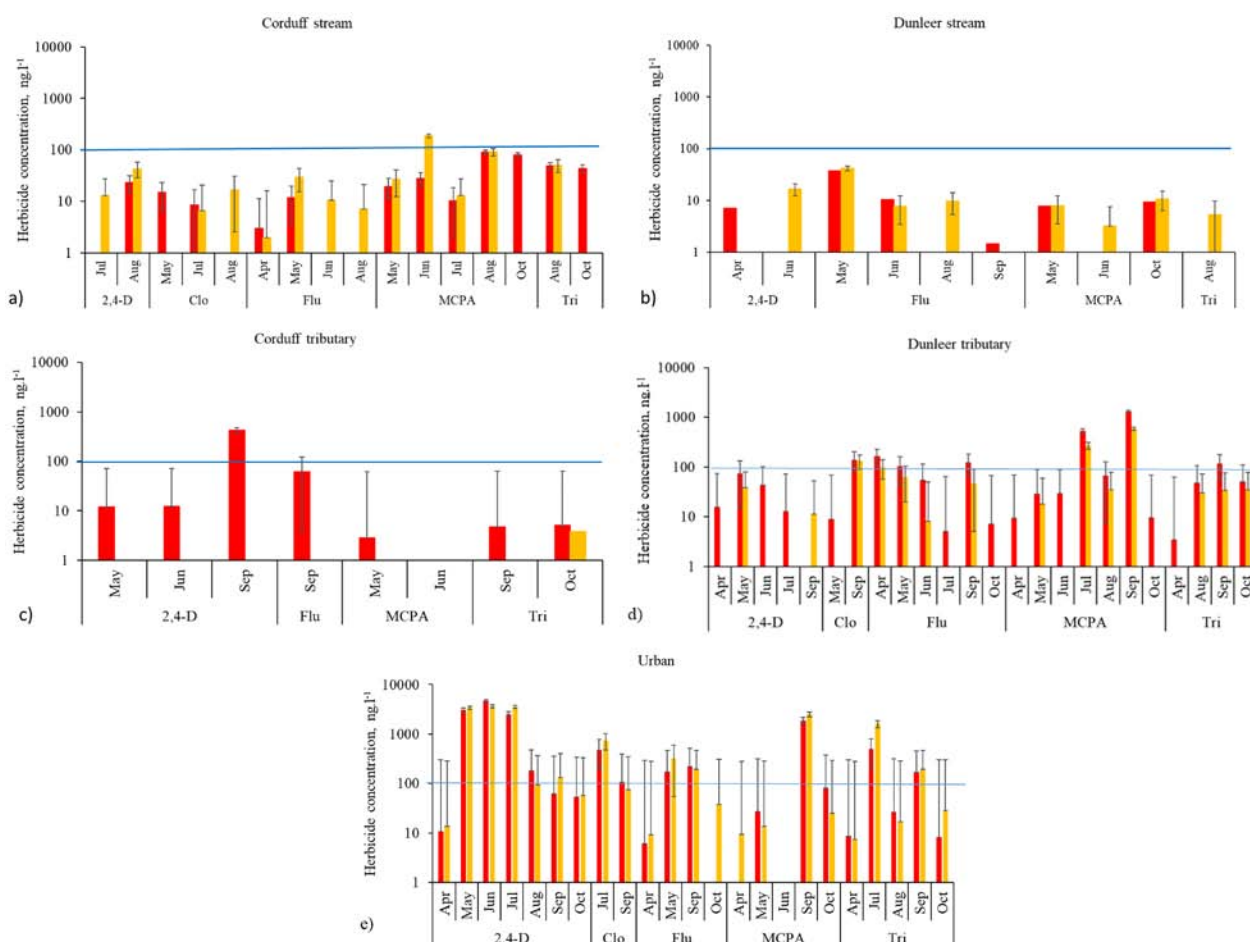 Corduff stream
Herbicide concentration, ng.l-1
10000
1000
100
10
1
Jul Aug May Jul Aug Apr May Jun Aug May Jun Jul Aug Oct Aug Oct
2,4-D Clo Flu MCPA Tri
a)
Dunleer stream
Herbicide concentration, ng.l-1
10000
1000
100
10
1
Apr Jun May Jun Aug Sep May Jun Oct Aug
2,4-D Flu MCPA Tri
b)
Corduff tributary
Herbicide concentration, ng.l-1
10000
1000
100
10
1
May Jun Sep Sep May Jun Sep Oct
2,4-D Flu MCPA Tri
c)
Dunleer tributary
Herbicide concentration. ng.l-1
10000
1000
100
10
1
Apr May Jun Jul Sep May Sep Apr May Jun Jul Sep Oct Apr May Jun Jul Aug Sep Oct Apr Aug Sep Oct
2,4-D Clo Flu MCPA Tri
d)
Urban
Herbicide concentration, ng.l-1
10000
1000
100
10
1
Apr May Jun Jul Aug Sep Oct Jul Sep Apr May Sep Oct Apr May Jun Sep Oct Apr Jul Aug Sep Oct
2,4-D Clo Flu MCPA Tri
e)